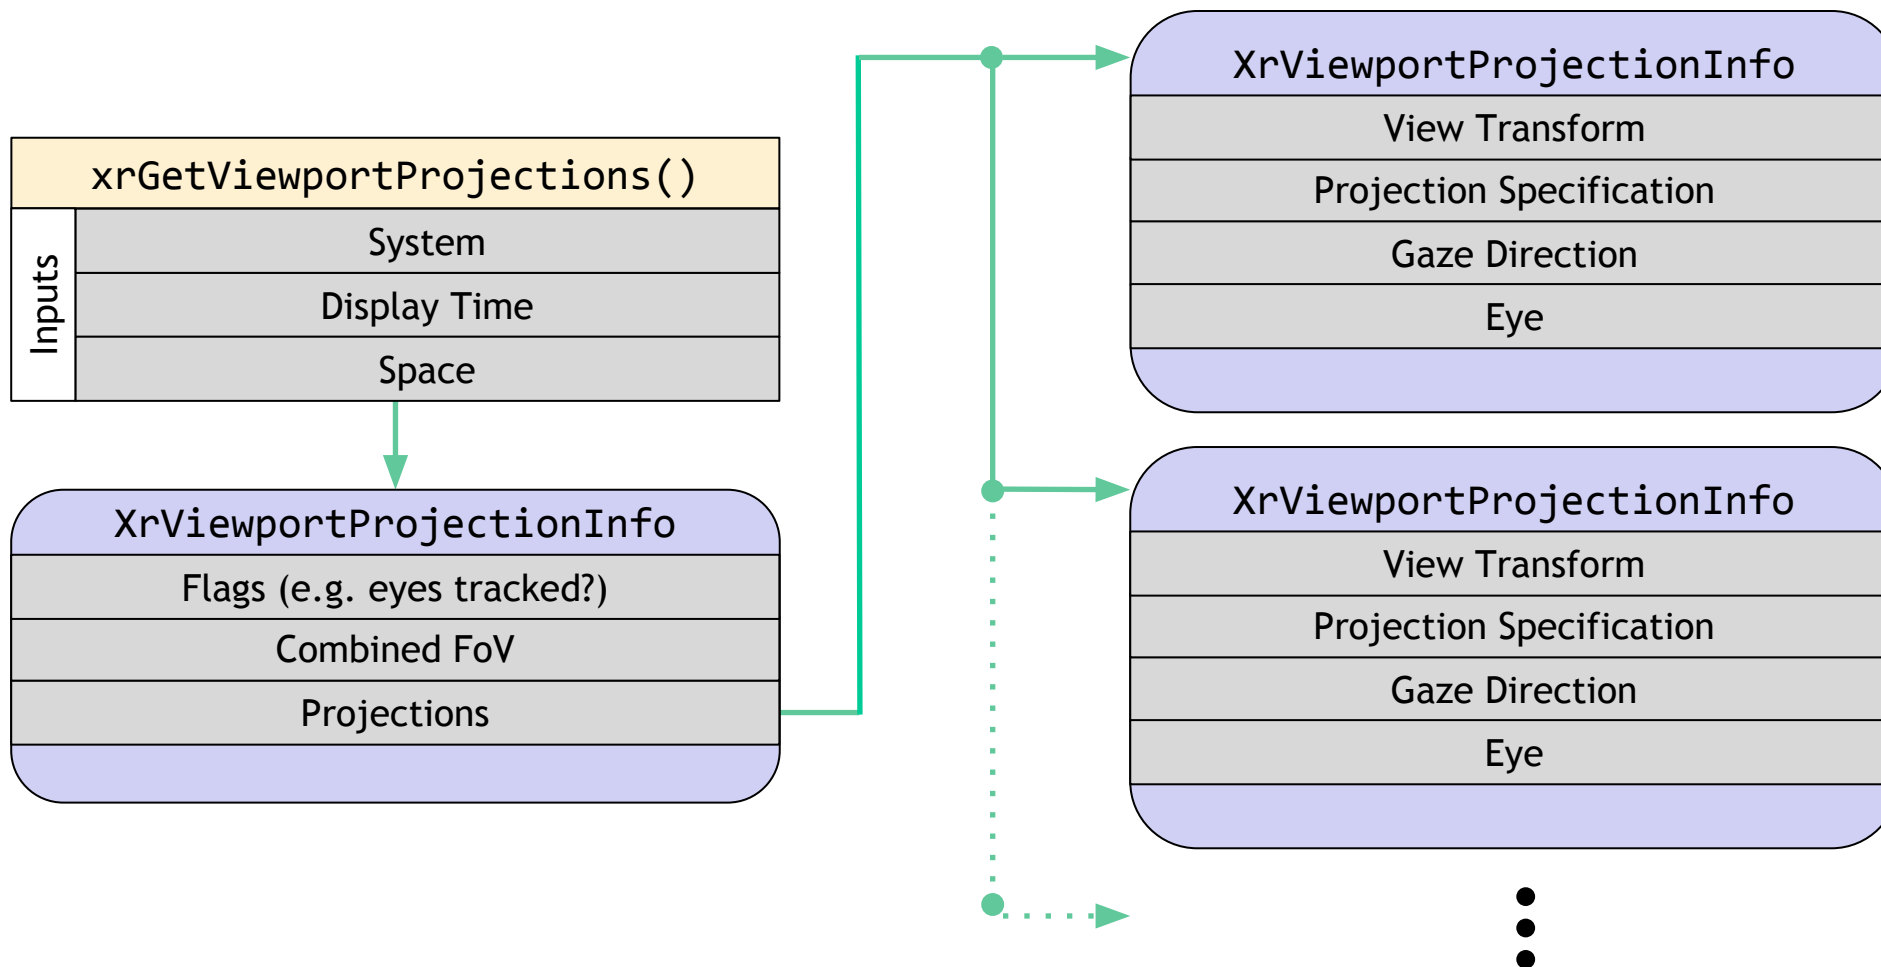 xrGetViewportProjections()
Inputs
System
Display Time
Space
XrViewportProjectionInfo
Flags (e.g. eyes tracked?)
Combined FoV
Projections
XrViewportProjectionInfo
View Transform
Projection Specification
Gaze Direction
Eye
XrViewportProjectionInfo
View Transform
Projection Specification
Gaze Direction
Eye